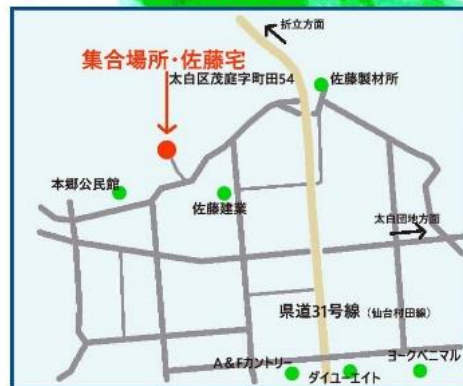 折立方面
集合場所・佐藤宅
太白区茂庭字町田54
佐藤製材所
本郷公民館
佐藤建業
太白団地方面
県道31号線（仙台村田線）
A&Fカントリー
ダイユーエイト
ヨークベニマル